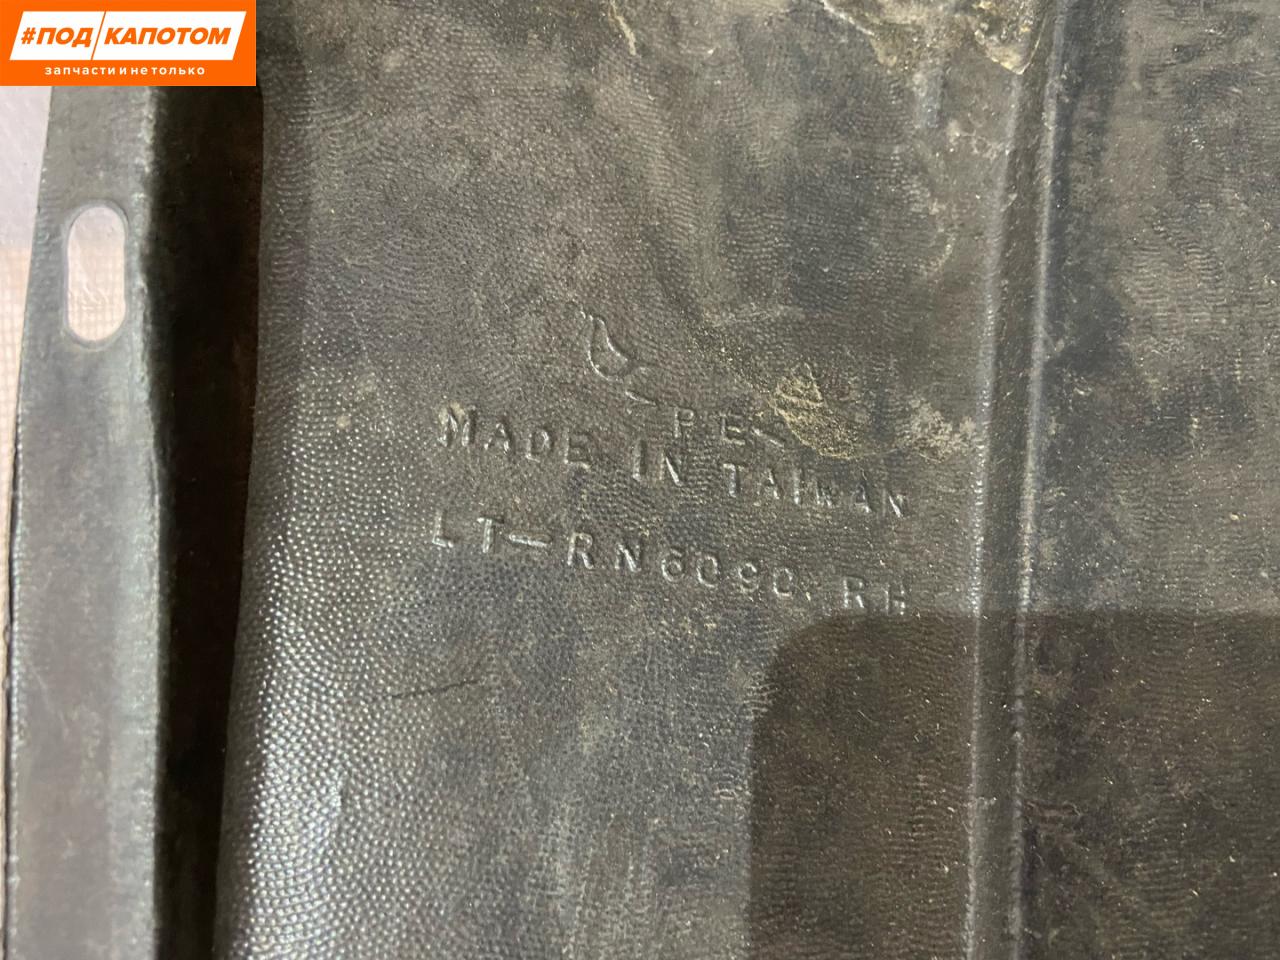 #ПОД КАПОТОМ
запчасти и не только
>PE<
MADE IN TAIWAN
LT-RN6090. RH